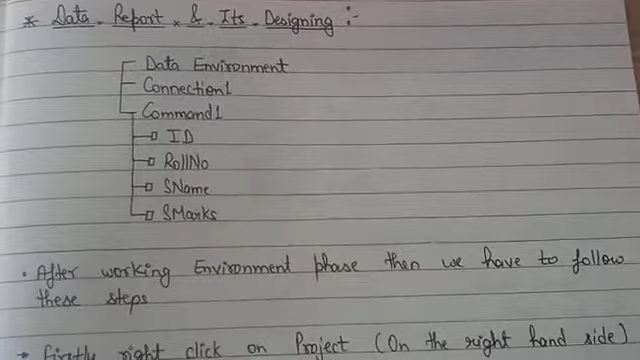 * Data Report & Its Designing :-
Data Environment
Connection1
Command1
ID
RollNo
SName
SMarks
• After working Environment phase then we have to follow
these steps
→ Firstly right click on Project (On the right hand side)